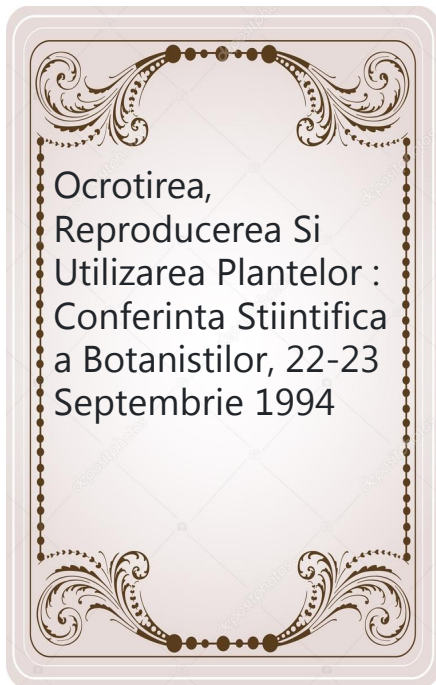 Ocrotirea,
Reproducerea Si
Utilizarea Plantelor :
Conferinta Stiintifica
a Botanistilor, 22-23
Septembrie 1994